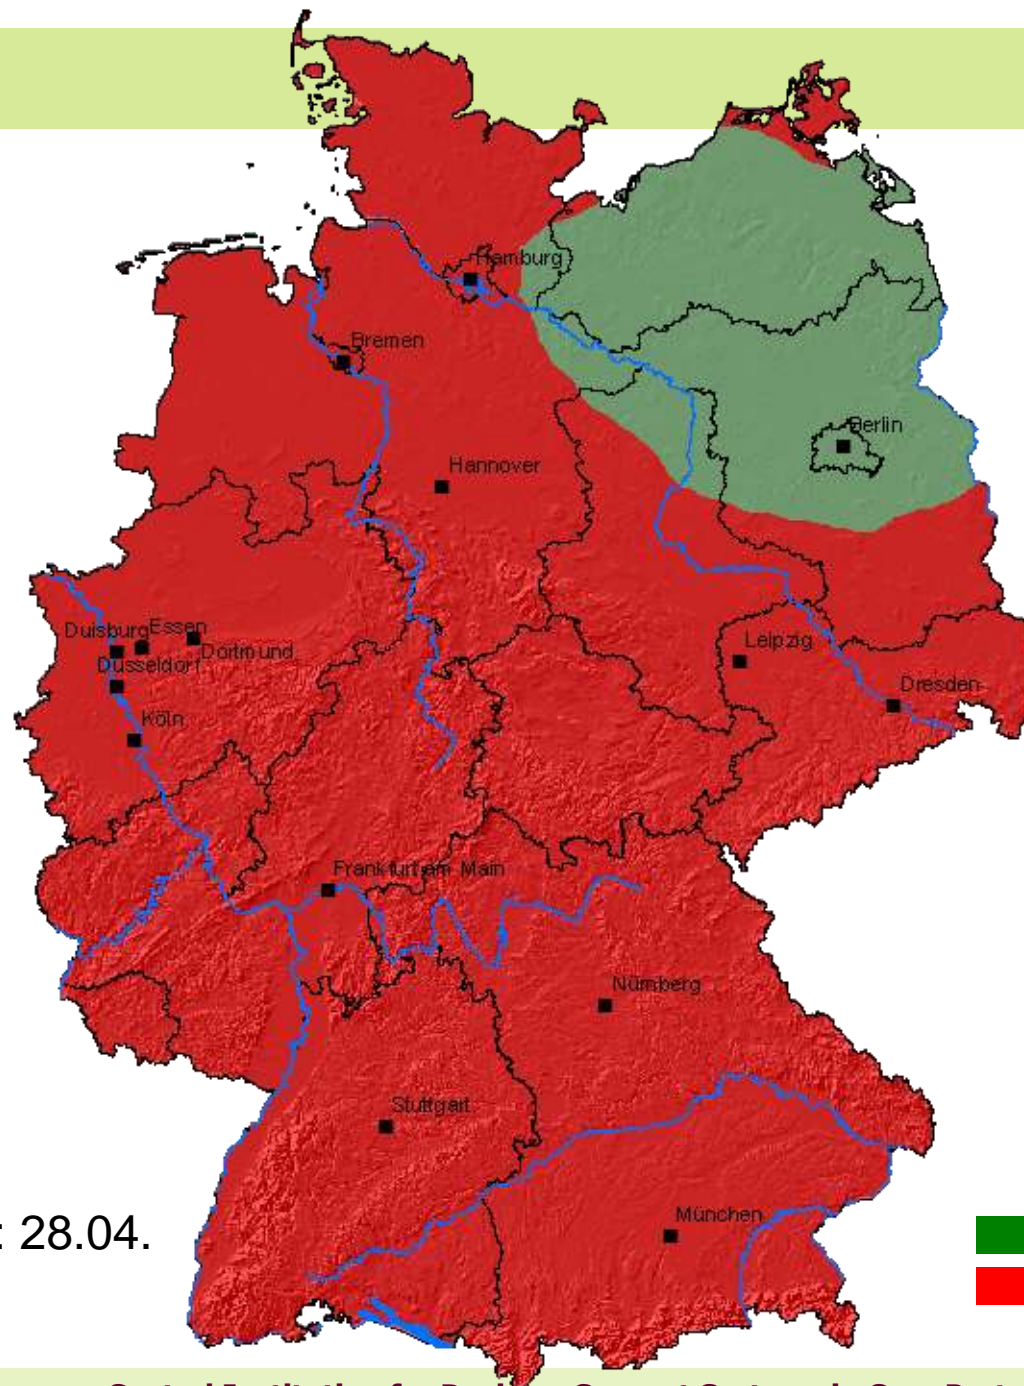 Hamburg
Bremen
Berlin
Hannover
Duisburg
Essen
Dortmund
Düsseldorf
Leipzig
Dresden
Köln
Frankfurt am Main
Nürnberg
Stuttgart
München
: 28.04.